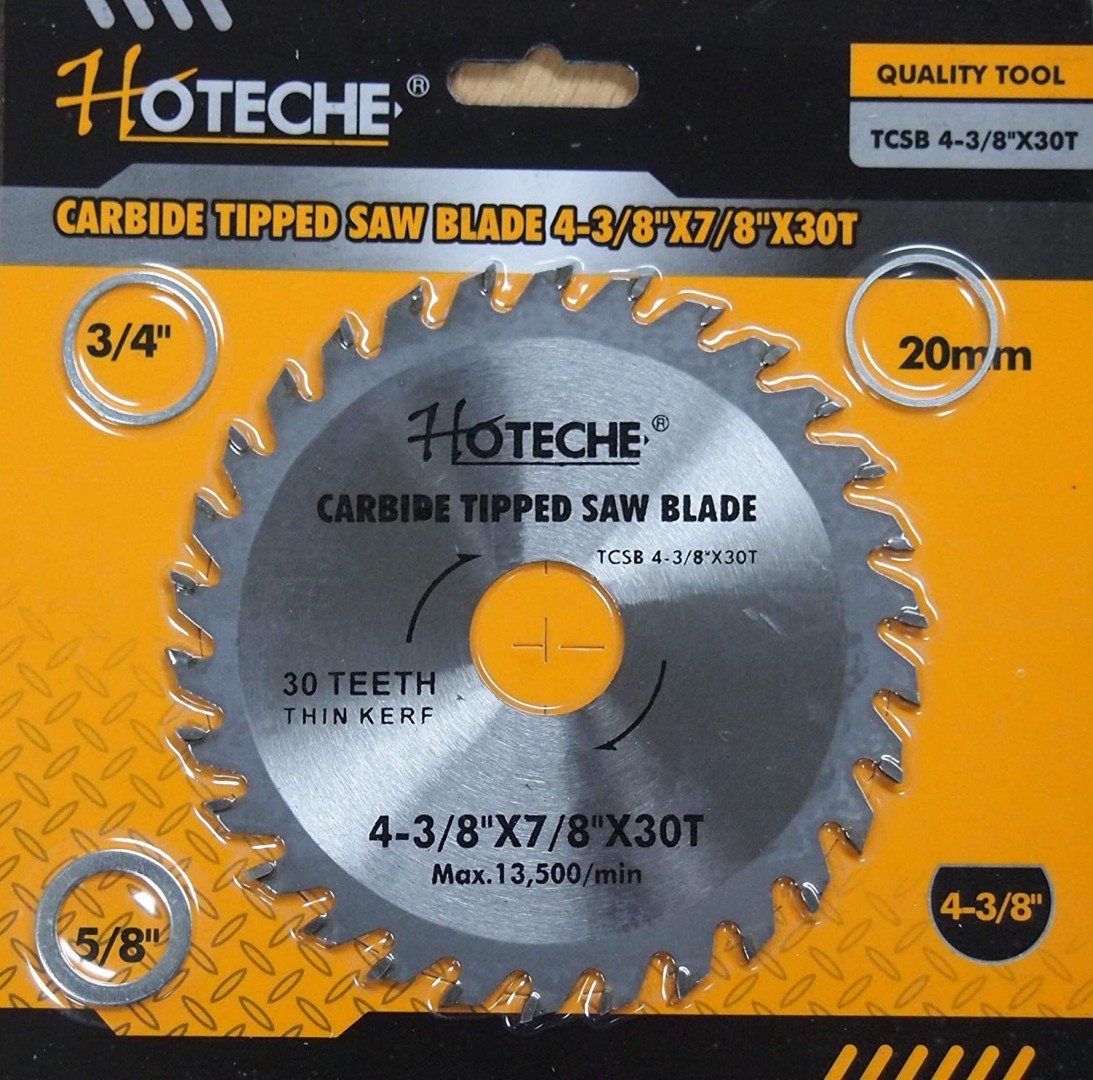 HOTECHE®
QUALITY TOOL
TCSB 4-3/8"X30T
CARBIDE TIPPED SAW BLADE 4-3/8"X7/8"X30T
3/4"
20mm
HOTECHE®
CARBIDE TIPPED SAW BLADE
TCSB 4-3/8"X30T
30 TEETH
THIN KERF
4-3/8"X7/8"X30T
Max.13,500/min
4-3/8"
5/8"